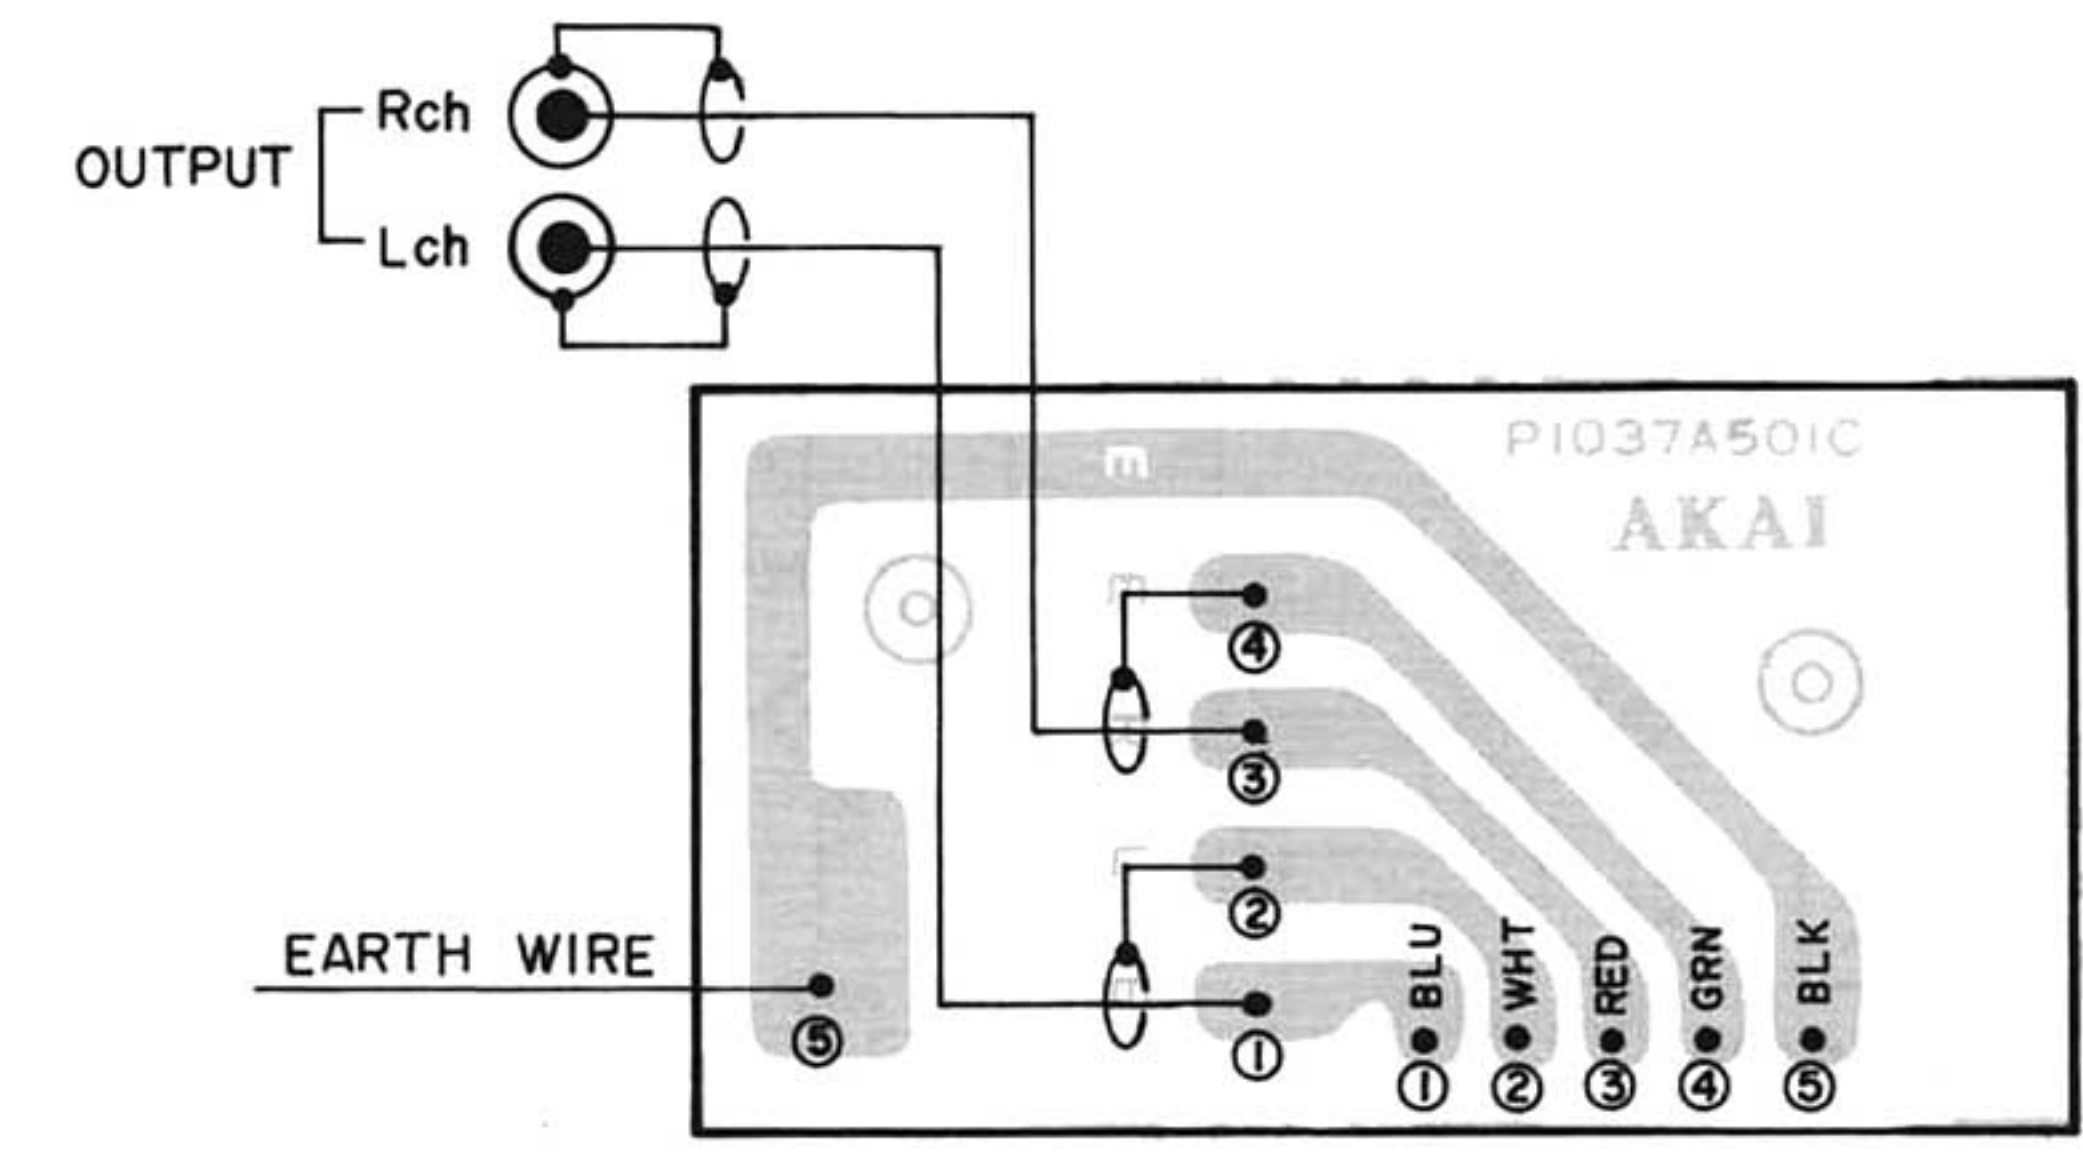 Rch
OUTPUT
Lch
P1037A501C
E
AKAI
E
④
R
③
L
②
BLU
WHT
RED
GRN
BLK
EARTH WIRE
E
⑤
①
①
②
③
④
⑤